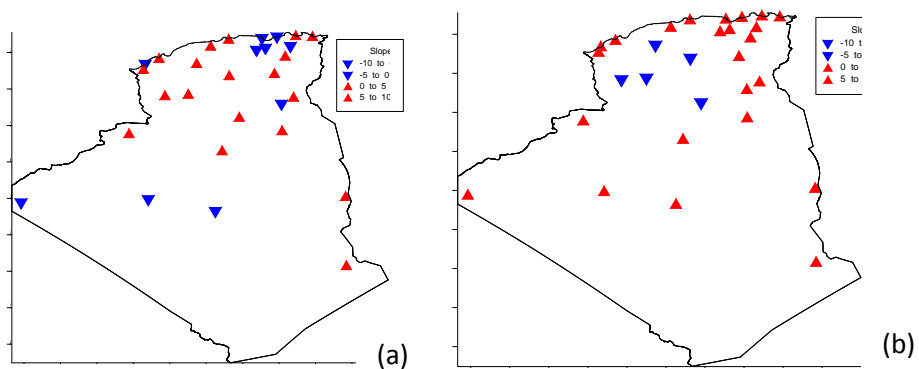 Slope
-10 to
-5 to 0
0 to 5
5 to 10
(a)
Slo
-10 t
-5 to
0 to
5 to
(b)